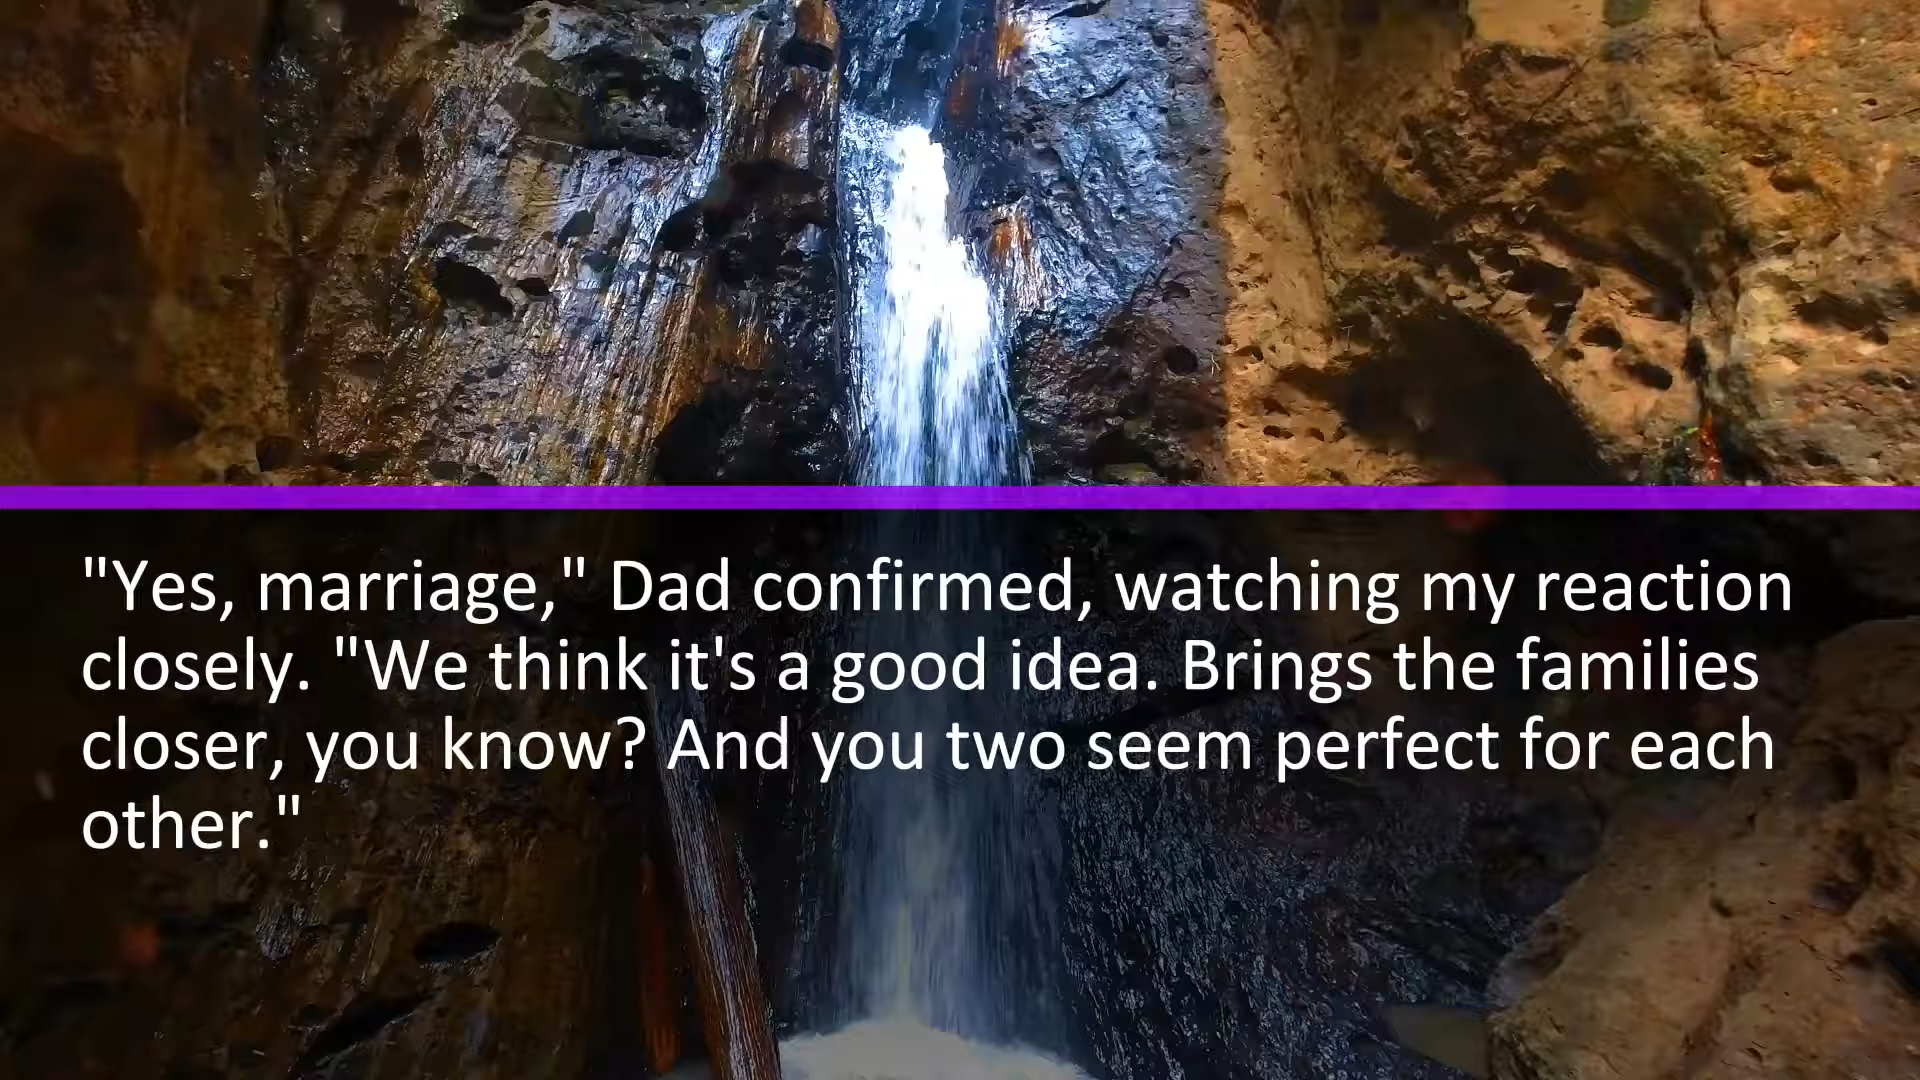 "Yes, marriage," Dad confirmed, watching my reaction
closely. "We think it's a good idea. Brings the families
closer, you know? And you two seem perfect for each
other."